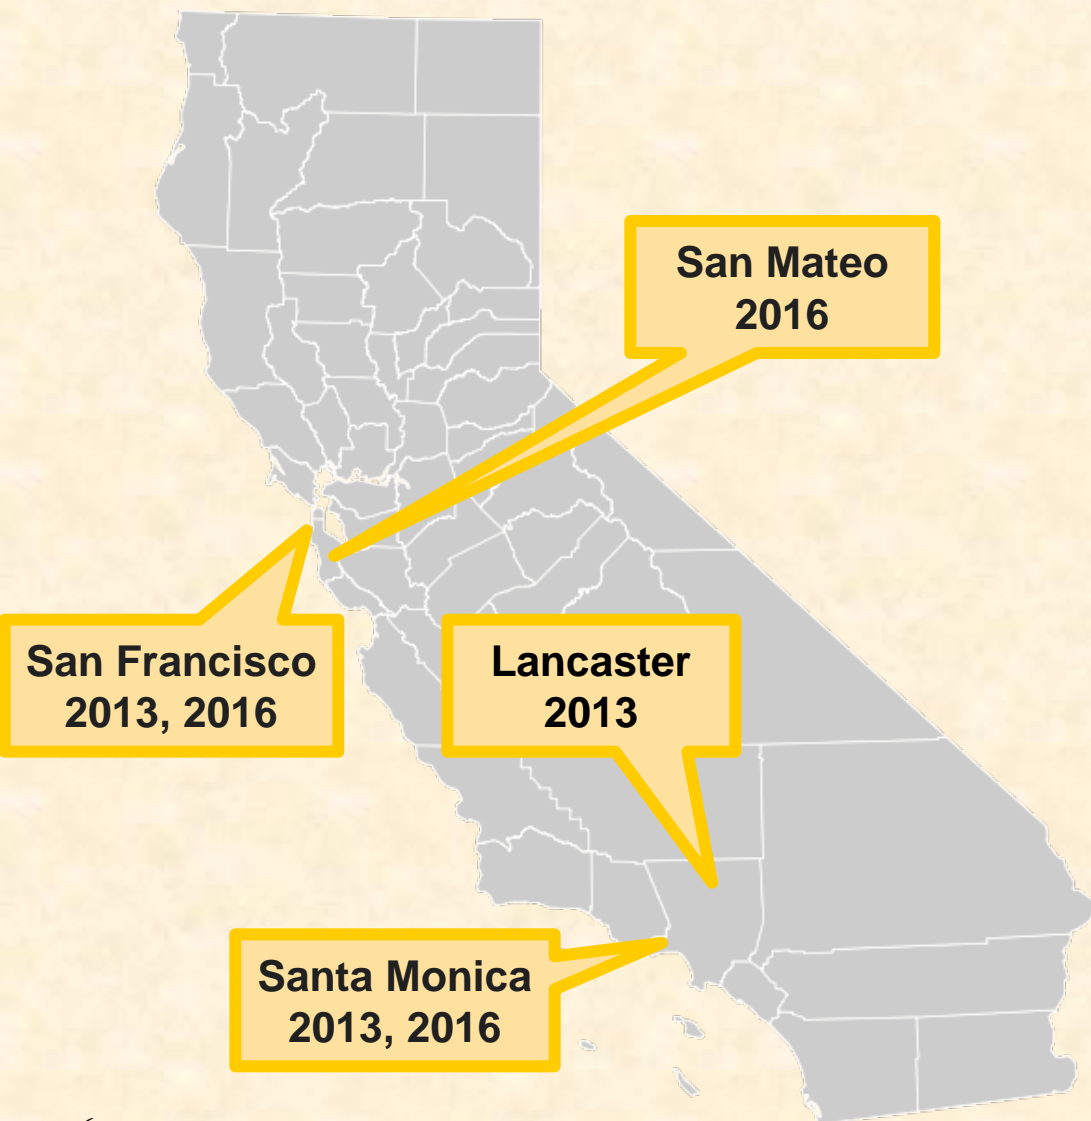 San Mateo
2016
San Francisco
2013, 2016
Lancaster
2013
Santa Monica
2013, 2016